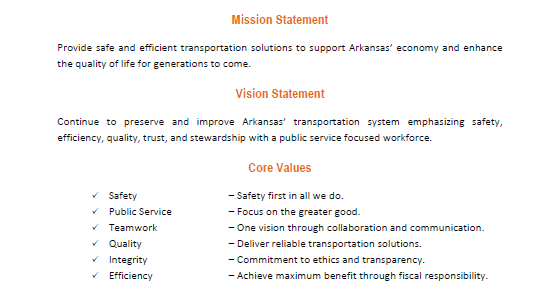 Mission Statement
Provide safe and efficient transportation solutions to support Arkansas’ economy and enhance
the quality of life for generations to come.
Vision Statement
Continue to preserve and improve Arkansas’ transportation system emphasizing safety,
efficiency, quality, trust, and stewardship with a public service focused workforce.
Core Values
✓ Safety – Safety first in all we do.
✓ Public Service – Focus on the greater good.
✓ Teamwork – One vision through collaboration and communication.
✓ Quality – Deliver reliable transportation solutions.
✓ Integrity – Commitment to ethics and transparency.
✓ Efficiency – Achieve maximum benefit through fiscal responsibility.